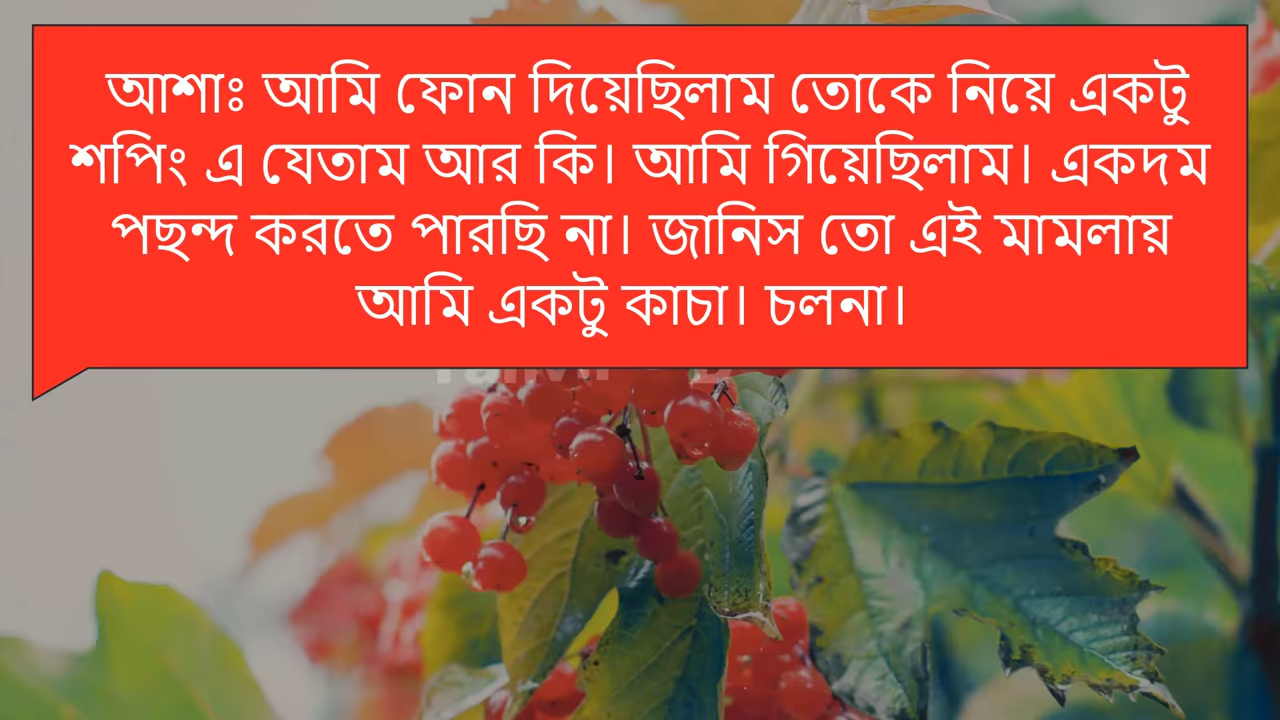 আশাঃ আমি ফোন দিয়েছিলাম তোকে নিয়ে একটু
শপিং এ যেতাম আর কি। আমি গিয়েছিলাম। একদম
পছন্দ করতে পারছি না। জানিস তো এই মামলায়
আমি একটু কাচা। চলনা।